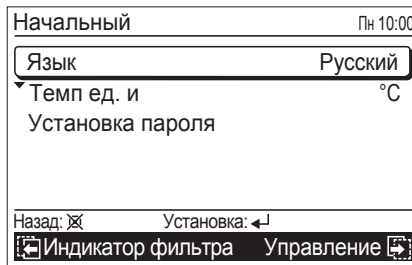 Начальный Пн 10:00
Язык Русский
Темп ед. и °C
Установка пароля
Назад: Установка:
Индикатор фильтра Управление